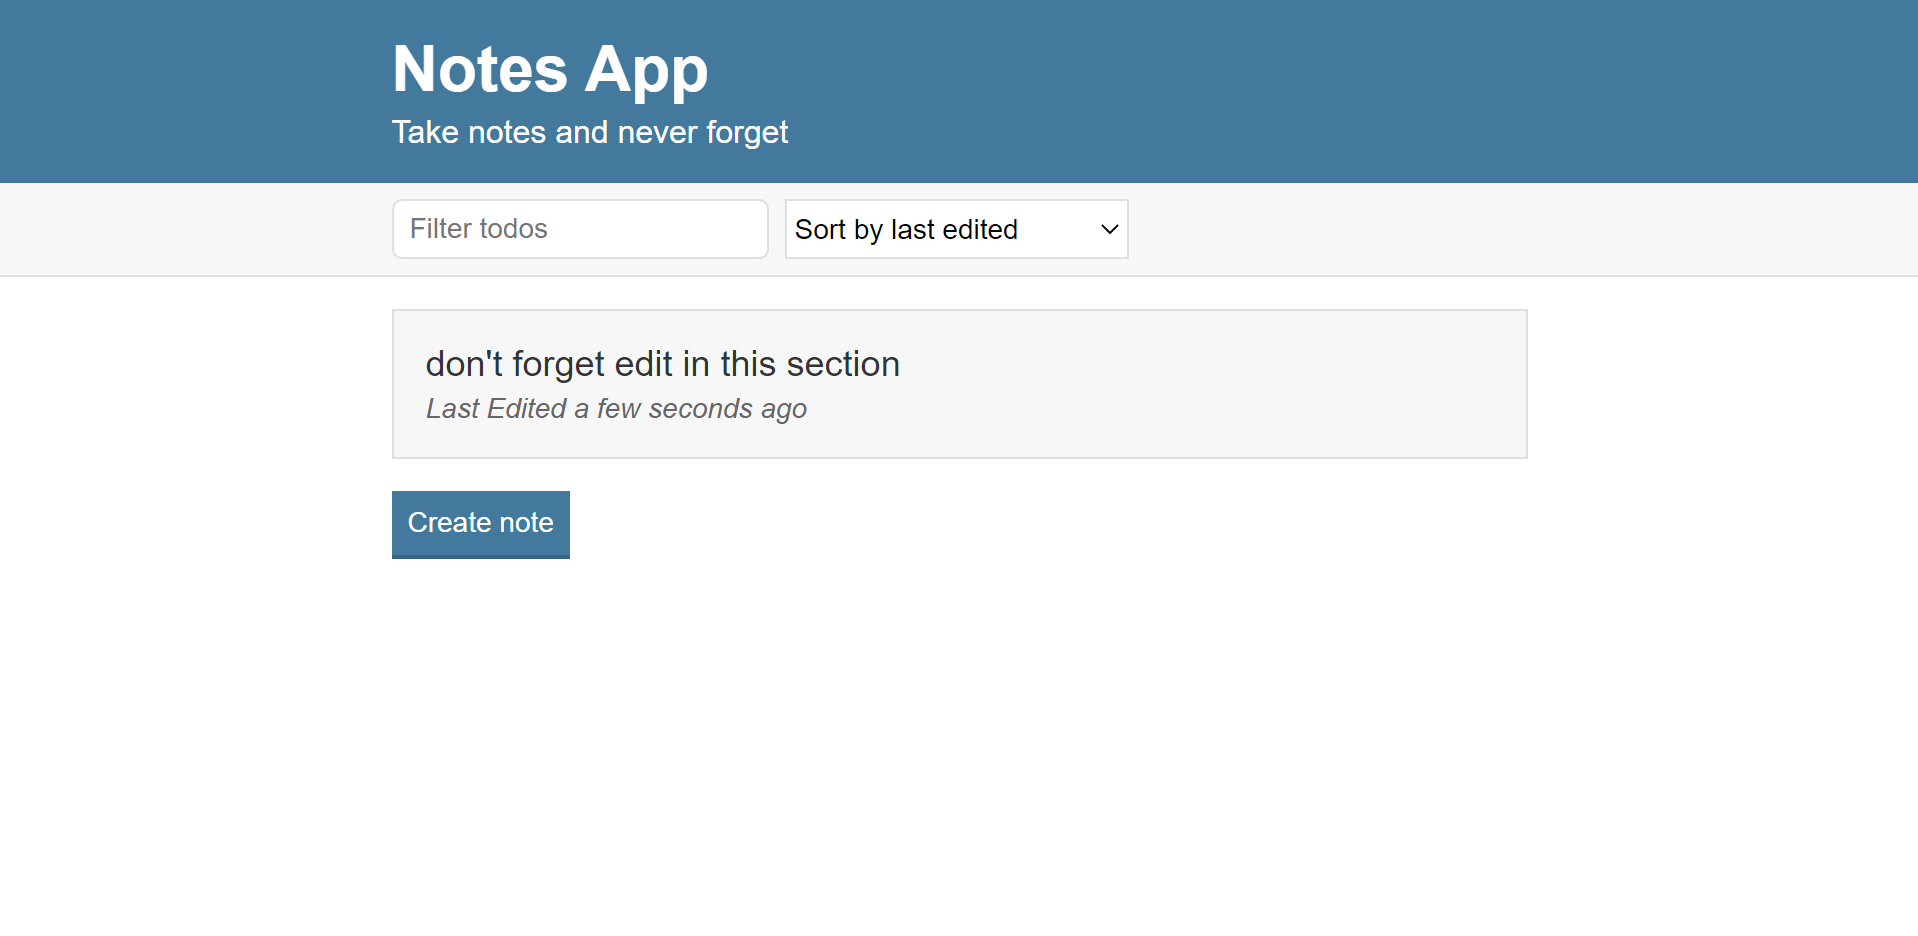 Notes App
Take notes and never forget
Filter todos
Sort by last edited
don't forget edit in this section
Last Edited a few seconds ago
Create note